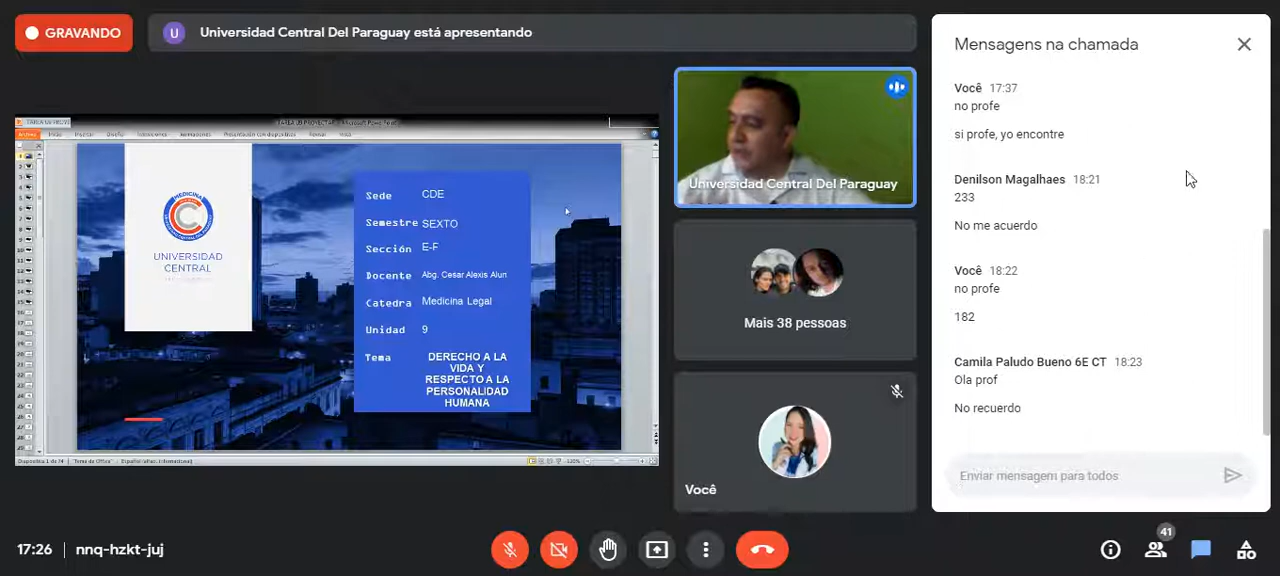 GRAVANDO
U
Universidad Central Del Paraguay está apresentando
MEDICINA
UNIVERSIDAD
CENTRAL
Sede CDE
Semestre SEXTO
Sección E-F
Docente Abg. Cesar Alexis Alun
Catedra Medicina Legal
Unidad 9
Tema DERECHO A LA
VIDA Y
RESPECTO A LA
PERSONALIDAD
HUMANA
Universidad Central Del Paraguay
Mais 38 pessoas
Você
Mensagens na chamada
Você 17:37
no profe
si profe, yo encontre
Denilson Magalhaes 18:21
233
No me acuerdo
Você 18:22
no profe
182
Camila Paludo Bueno 6E CT 18:23
Ola prof
No recuerdo
Enviar mensagem para todos
17:26 | nnq-hzkt-juj
41